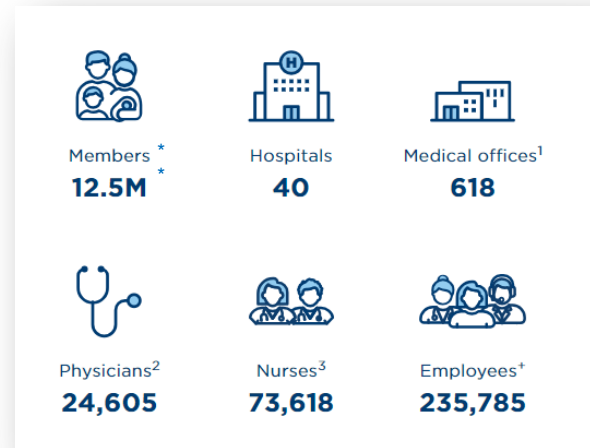 H
Members *
12.5M *
Hospitals
40
Medical offices¹
618
Physicians²
24,605
Nurses³
73,618
Employees⁺
235,785